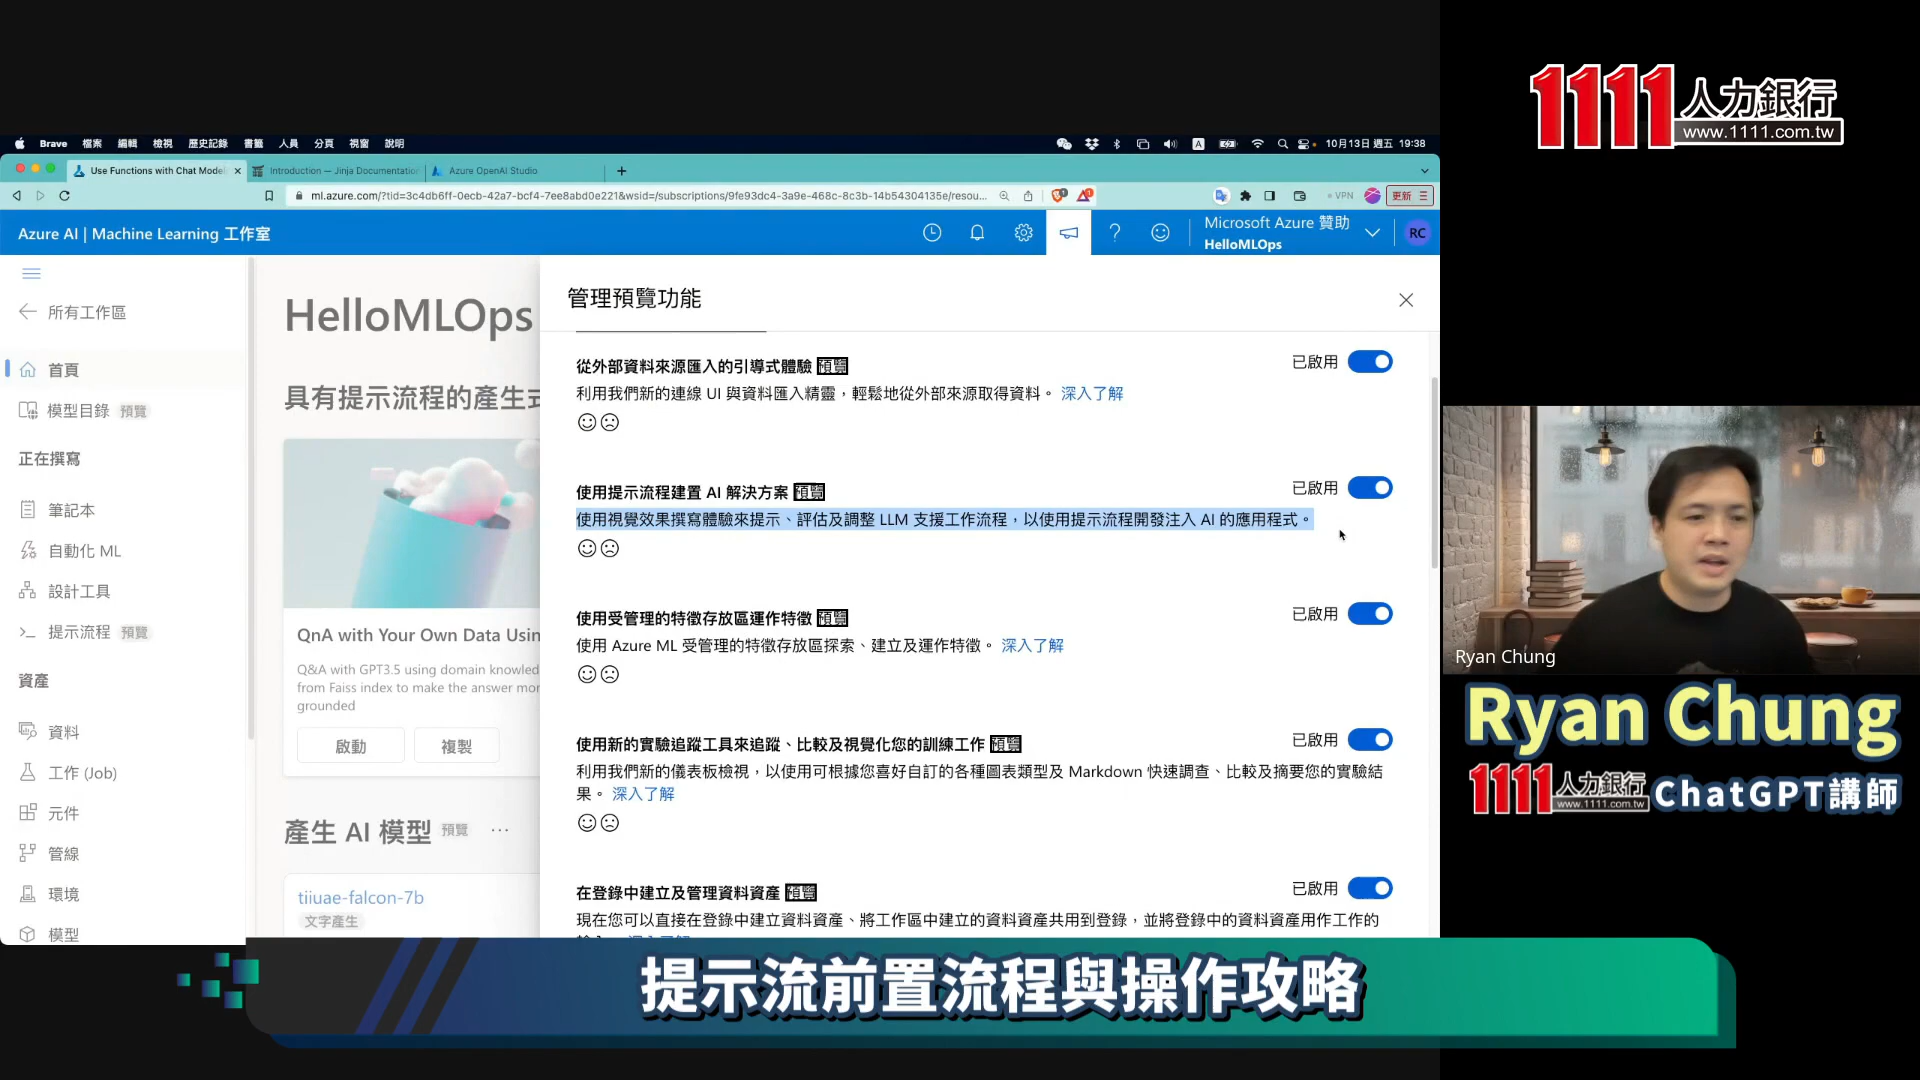 Brave 檔案 編輯 檢視 歷史記錄 書籤 人員 分頁 視窗 說明
10月13日 週五 19:38
Use Functions with Chat Model
Introduction — Jinja Documentation
Azure OpenAI Studio
ml.azure.com/?tid=3c4db6ff-0ecb-42a7-bcf4-7ee8abd0e221&wsid=/subscriptions/9fe93dc4-3a9e-468c-8c3b-14b54304135e/resou...
VPN
更新
Azure AI | Machine Learning 工作室
Microsoft Azure 贊助
HelloMLOps
RC
所有工作區
首頁
模型目錄 預覽
正在撰寫
筆記本
自動化 ML
設計工具
提示流程 預覽
資產
資料
工作 (Job)
元件
管線
環境
模型
HelloMLOps
具有提示流程的產生式
QnA with Your Own Data Usin
Q&A with GPT3.5 using domain knowled
from Faiss index to make the answer mor
grounded
啟動
複製
產生 AI 模型 預覽 ...
tiiuae-falcon-7b
文字產生
管理預覽功能
從外部資料來源匯入的引導式體驗 預覽
已啟用
利用我們新的連線 UI 與資料匯入精靈，輕鬆地從外部來源取得資料。 深入了解
使用提示流程建置 AI 解決方案 預覽
已啟用
使用視覺效果撰寫體驗來提示、評估及調整 LLM 支援工作流程，以使用提示流程開發注入 AI 的應用程式。
使用受管理的特徵存放區運作特徵 預覽
已啟用
使用 Azure ML 受管理的特徵存放區探索、建立及運作特徵。 深入了解
使用新的實驗追蹤工具來追蹤、比較及視覺化您的訓練工作 預覽
已啟用
利用我們新的儀表板檢視，以使用可根據您喜好自訂的各種圖表類型及 Markdown 快速調查、比較及摘要您的實驗結
果。 深入了解
在登錄中建立及管理資料資產 預覽
已啟用
現在您可以直接在登錄中建立資料資產、將工作區中建立的資料資產共用到登錄，並將登錄中的資料資產用作工作的
提示流前置流程與操作攻略
1111人力銀行
www.1111.com.tw
Ryan Chung
Ryan Chung
1111人力銀行 ChatGPT講師
www.1111.com.tw